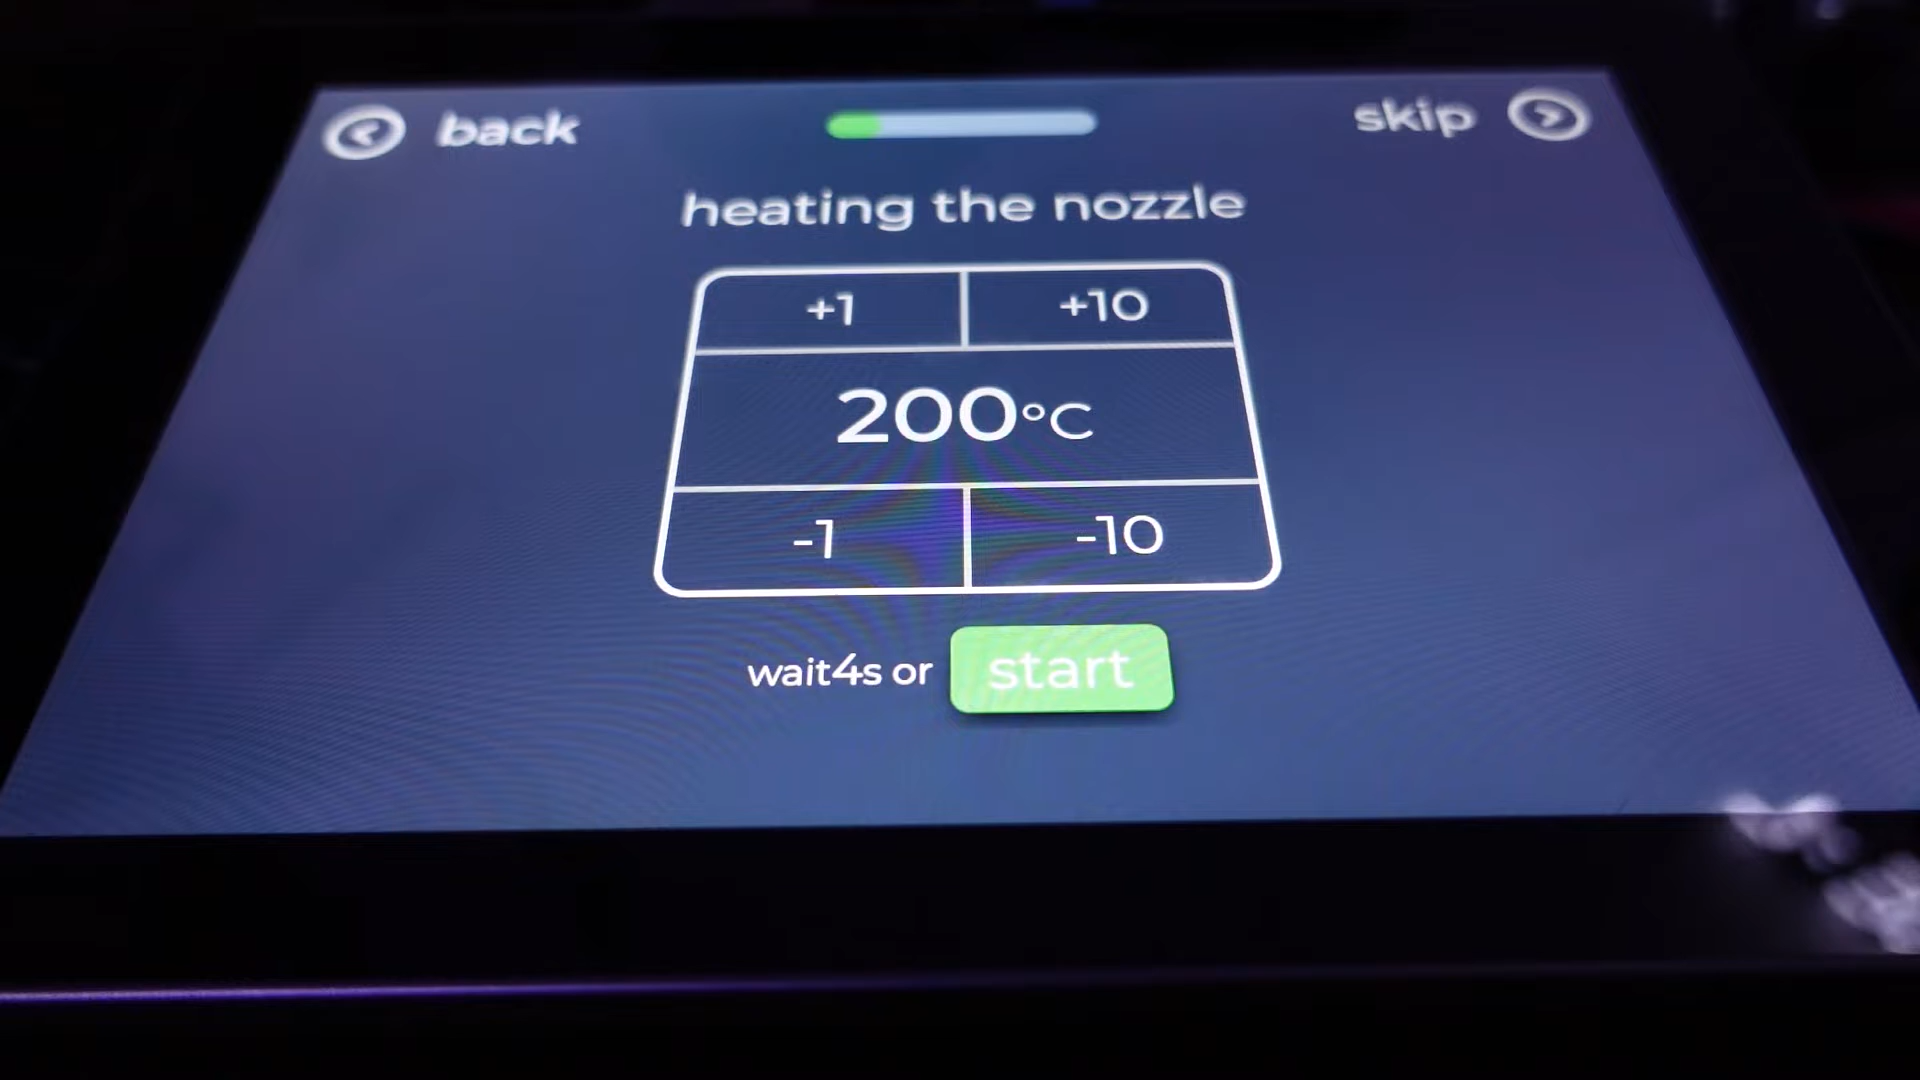 back
skip
heating the nozzle
+1 +10
200°C
-1 -10
wait4s or start